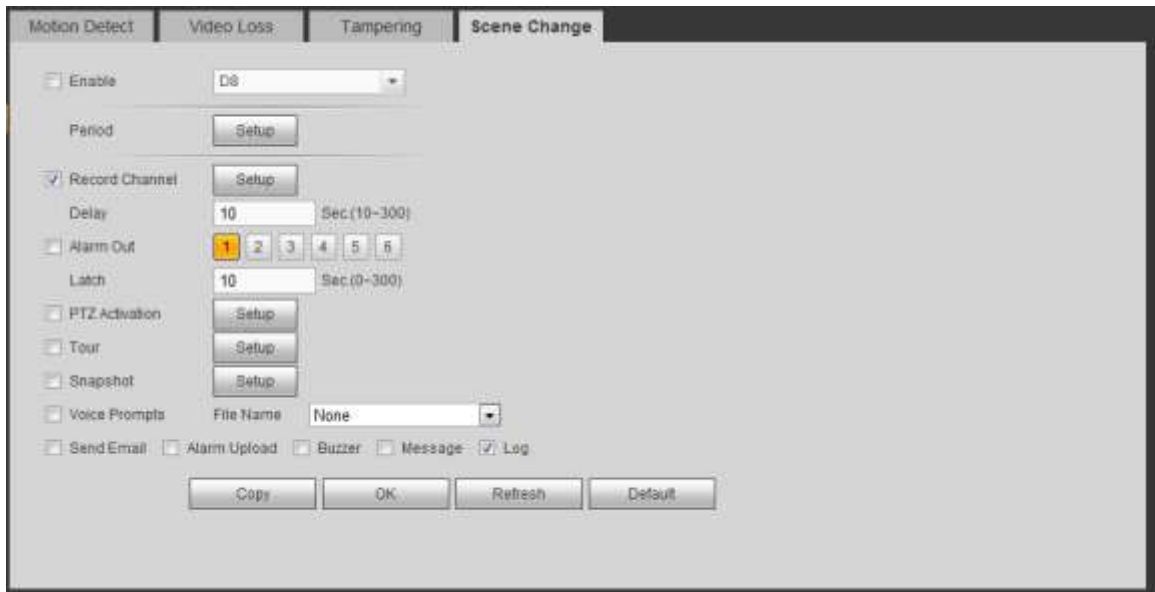 Motion Detect Video Loss Tampering Scene Change
Enable D8
Period Setup
Record Channel Setup
Delay 10 Sec.(10~300)
Alarm Out 1 2 3 4 5 6
Latch 10 Sec.(0~300)
PTZ Activation Setup
Tour Setup
Snapshot Setup
Voice Prompts File Name None
Send Email Alarm Upload Buzzer Message Log
Copy OK Refresh Default